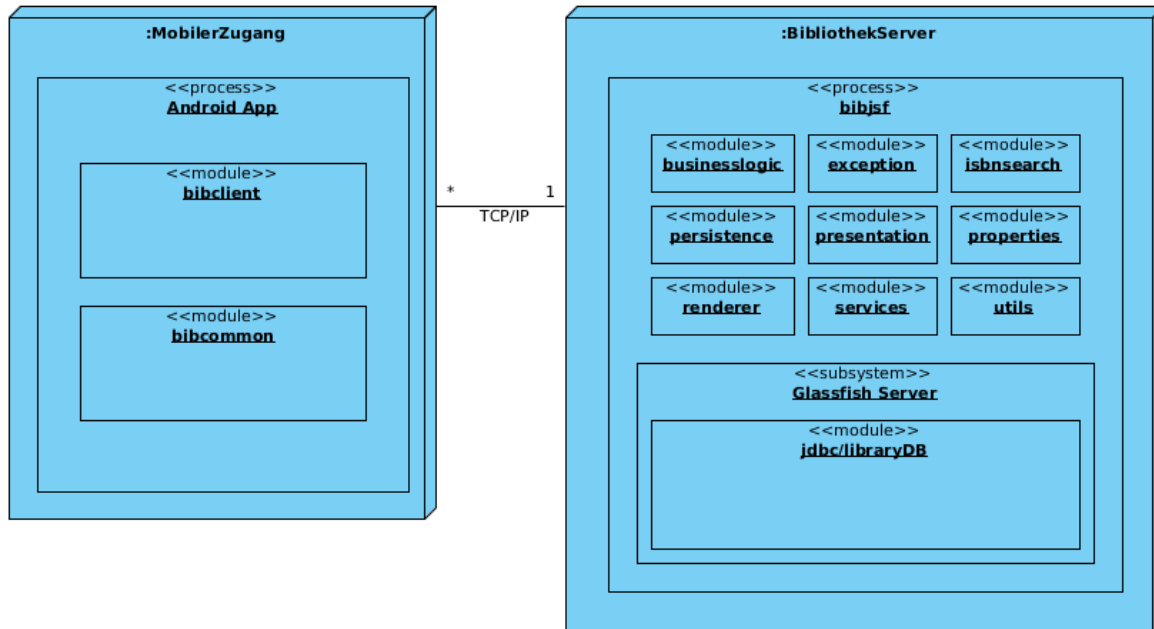 :MobilerZugang
<<process>>
Android App
<<module>>
bibclient
<<module>>
bibcommon
* 1
TCP/IP
:BibliothekServer
<<process>>
bibjsf
<<module>> <<module>> <<module>>
businesslogic exception isbnsearch
<<module>> <<module>> <<module>>
persistence presentation properties
<<module>> <<module>> <<module>>
renderer services utils
<<subsystem>>
Glassfish Server
<<module>>
jdbc/libraryDB